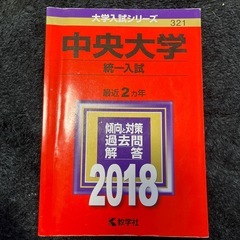 大学入試シリーズ
321
中央大学
統一入試
最近2カ年
傾向と対策
過去問
解答
2018
教学社